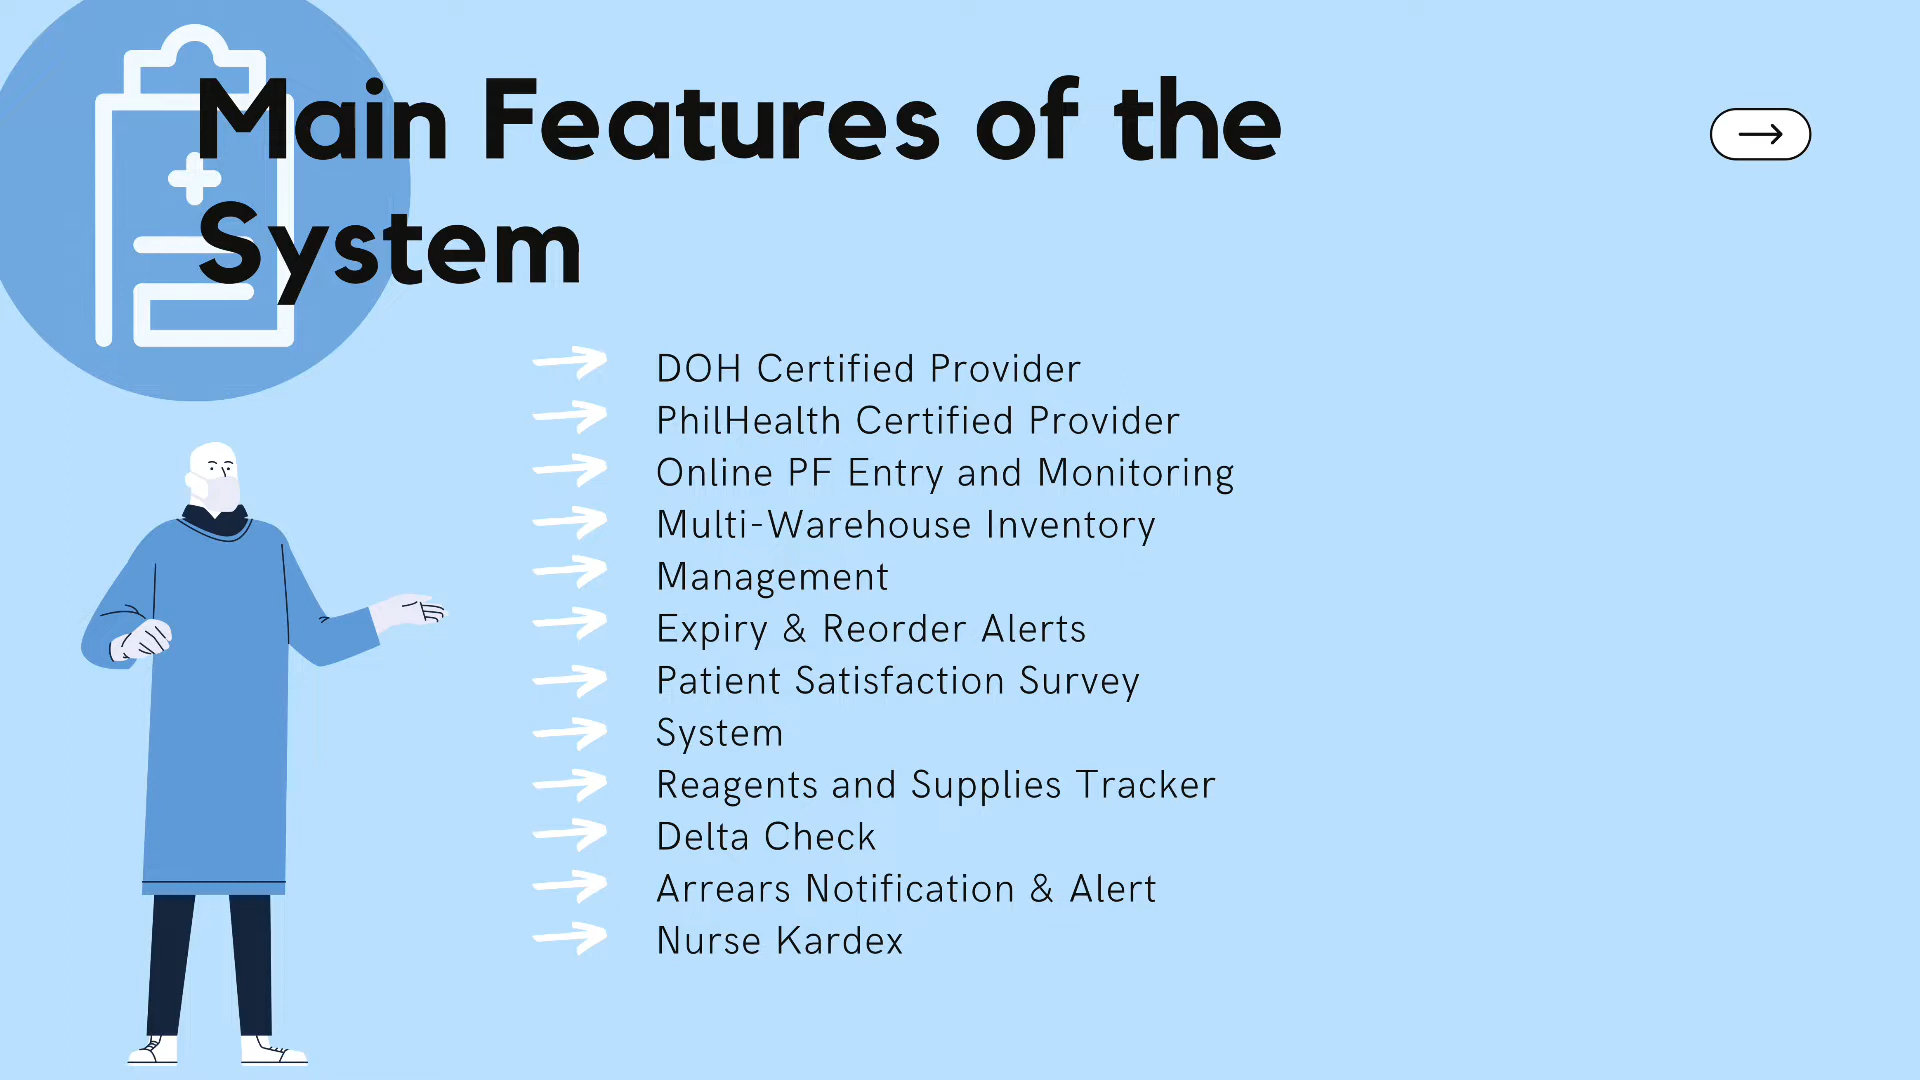 Main Features of the
System
DOH Certified Provider
PhilHealth Certified Provider
Online PF Entry and Monitoring
Multi-Warehouse Inventory
Management
Expiry & Reorder Alerts
Patient Satisfaction Survey
System
Reagents and Supplies Tracker
Delta Check
Arrears Notification & Alert
Nurse Kardex